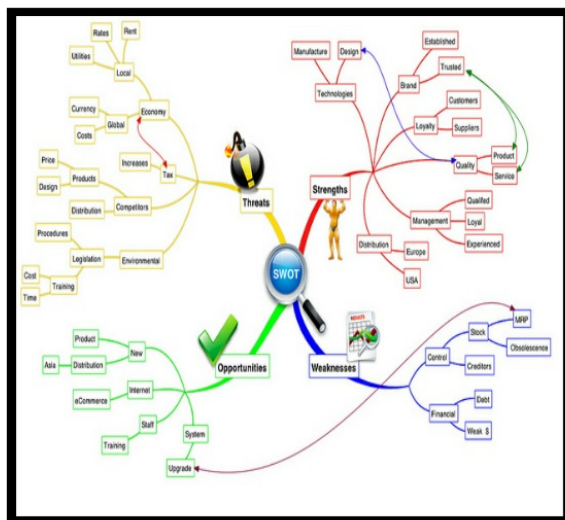 Rates
Rent
Utilities
Local
Currency
Global
Costs
Economy
Increases
Tax
Price
Products
Design
Distribution
Competitors
Procedures
Legislation
Environmental
Cost
Training
Time
Threats
Manufacture
Design
Technologies
Established
Brand
Trusted
Customers
Loyalty
Suppliers
Product
Quality
Service
Qualifed
Management
Loyal
Experienced
Distribution
Europe
USA
Strengths
SWOT
Product
New
Asia
Distribution
eCommerce
Internet
Staff
Training
System
Upgrade
Opportunities
Weaknesses
MRP
Stock
Obsolescence
Control
Creditors
Financial
Debt
Weak $